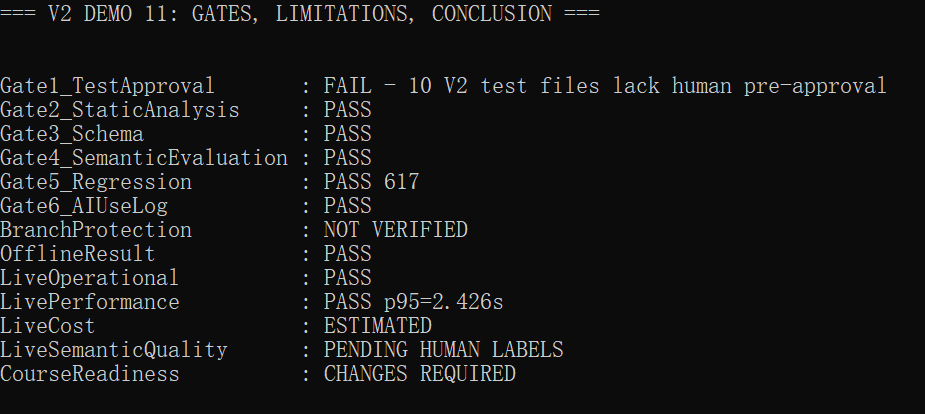 === V2 DEMO 11: GATES, LIMITATIONS, CONCLUSION ===
Gate1_TestApproval : FAIL - 10 V2 test files lack human pre-approval
Gate2_StaticAnalysis : PASS
Gate3_Schema : PASS
Gate4_SemanticEvaluation : PASS
Gate5_Regression : PASS 617
Gate6_AIUseLog : PASS
BranchProtection : NOT VERIFIED
OfflineResult : PASS
LiveOperational : PASS
LivePerformance : PASS p95=2.426s
LiveCost : ESTIMATED
LiveSemanticQuality : PENDING HUMAN LABELS
CourseReadiness : CHANGES REQUIRED